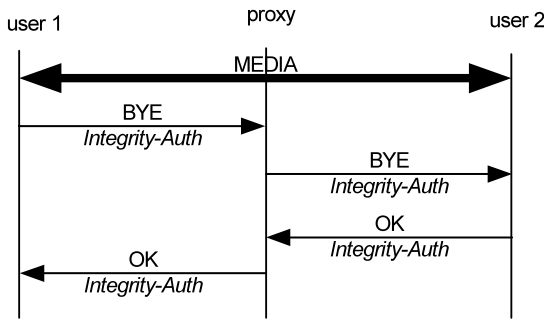 user 1
proxy
user 2
MEDIA
BYE
Integrity-Auth
BYE
Integrity-Auth
OK
Integrity-Auth
OK
Integrity-Auth